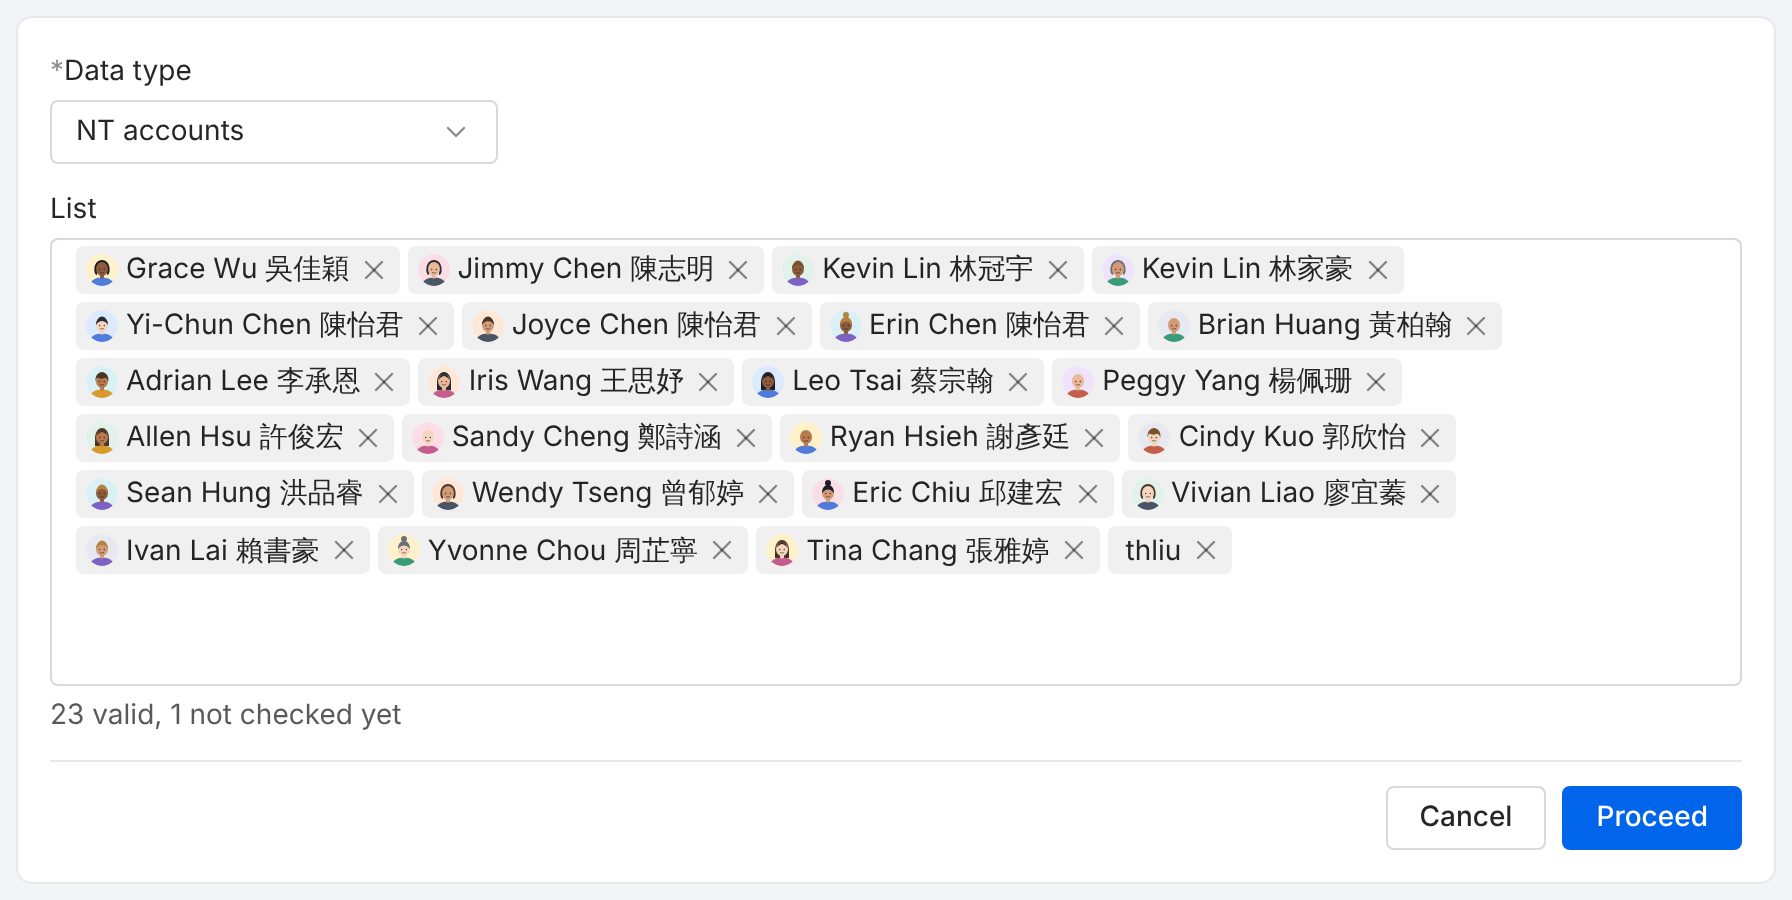 *Data type
NT accounts
List
Grace Wu 吳佳穎 Jimmy Chen 陳志明 Kevin Lin 林冠宇 Kevin Lin 林家豪
Yi-Chun Chen 陳怡君 Joyce Chen 陳怡君 Erin Chen 陳怡君 Brian Huang 黃柏翰
Adrian Lee 李承恩 Iris Wang 王思妤 Leo Tsai 蔡宗翰 Peggy Yang 楊佩珊
Allen Hsu 許俊宏 Sandy Cheng 鄭詩涵 Ryan Hsieh 謝彥廷 Cindy Kuo 郭欣怡
Sean Hung 洪品睿 Wendy Tseng 曾郁婷 Eric Chiu 邱建宏 Vivian Liao 廖宜蓁
Ivan Lai 賴書豪 Yvonne Chou 周芷寧 Tina Chang 張雅婷 thliu
23 valid, 1 not checked yet
Cancel Proceed